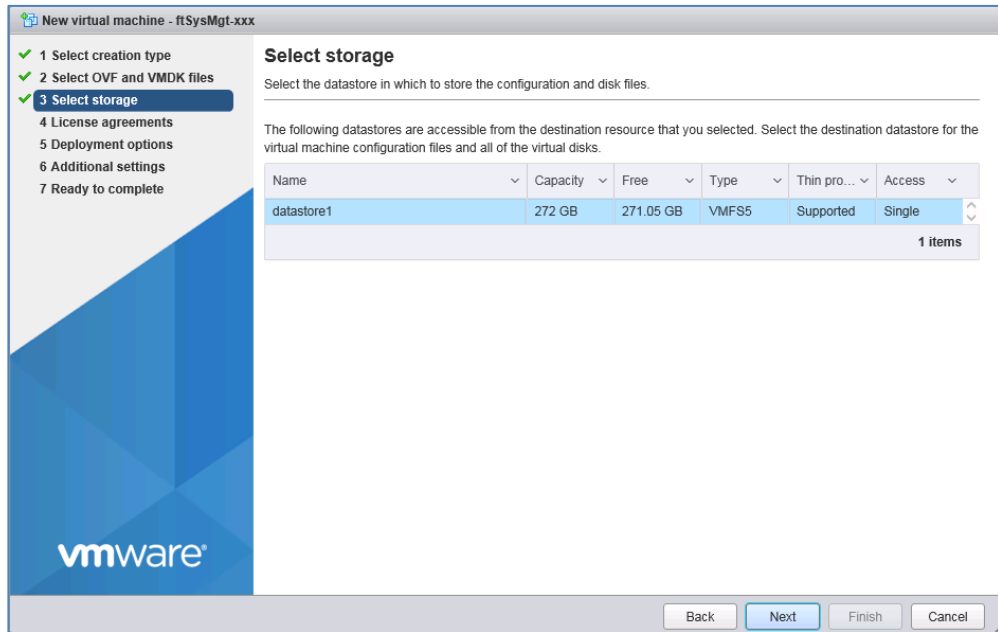 New virtual machine - ftSysMgt-xxx
1 Select creation type
2 Select OVF and VMDK files
3 Select storage
4 License agreements
5 Deployment options
6 Additional settings
7 Ready to complete
vmware®
Select storage
Select the datastore in which to store the configuration and disk files.
The following datastores are accessible from the destination resource that you selected. Select the destination datastore for the
virtual machine configuration files and all of the virtual disks.
Name Capacity Free Type Thin pro... Access
datastore1 272 GB 271.05 GB VMFS5 Supported Single
1 items
Back Next Finish Cancel